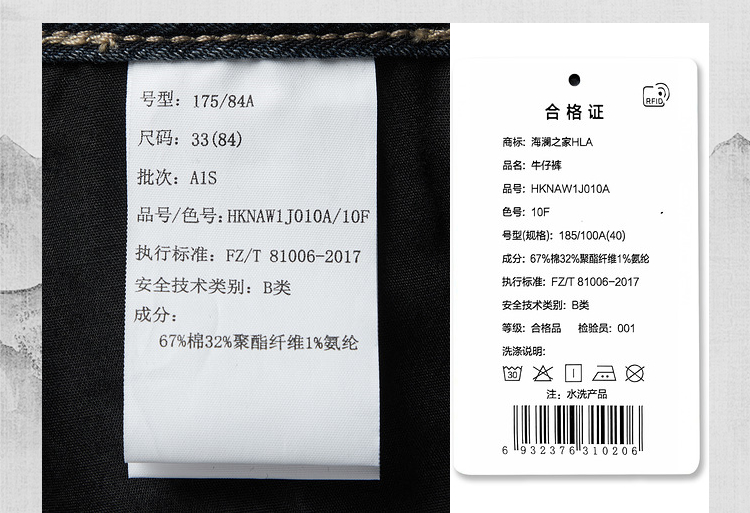 号型：175/84A
尺码：33(84)
批次：A1S
品号/色号:HKNAW1J010A/10F
执行标准：FZ/T 81006-2017
安全技术类别：B类
成分：
67%棉32%聚酯纤维1%氨纶
RFID
合格证
商标：海澜之家HLA
品名：牛仔裤
品号：HKNAW1J010A
色号：10F
号型(规格)：185/100A(40)
成分：67%棉32%聚酯纤维1%氨纶
执行标准：FZ/T 81006-2017
安全技术类别：B类
等级：合格品 检验员：001
洗涤说明：
30
注：水洗产品
6 932376 310206